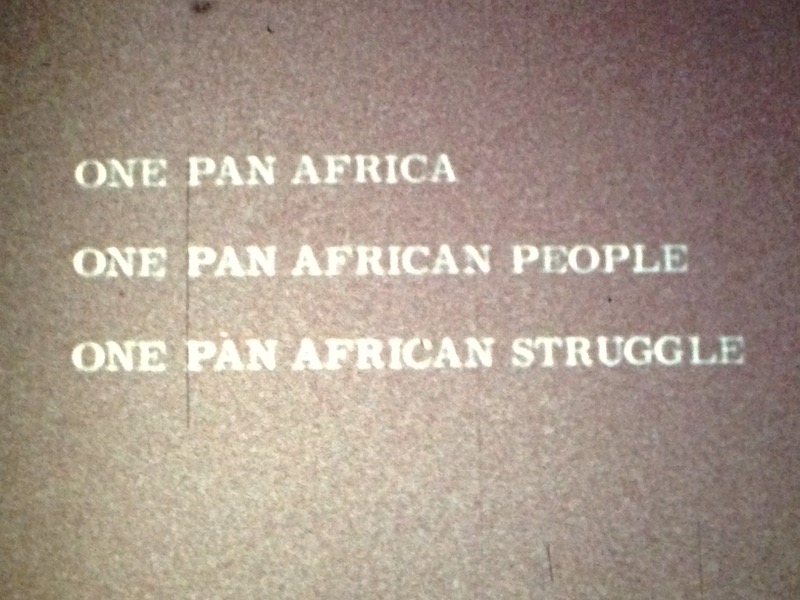 ONE PAN AFRICA
ONE PAN AFRICAN PEOPLE
ONE PAN AFRICAN STRUGGLE